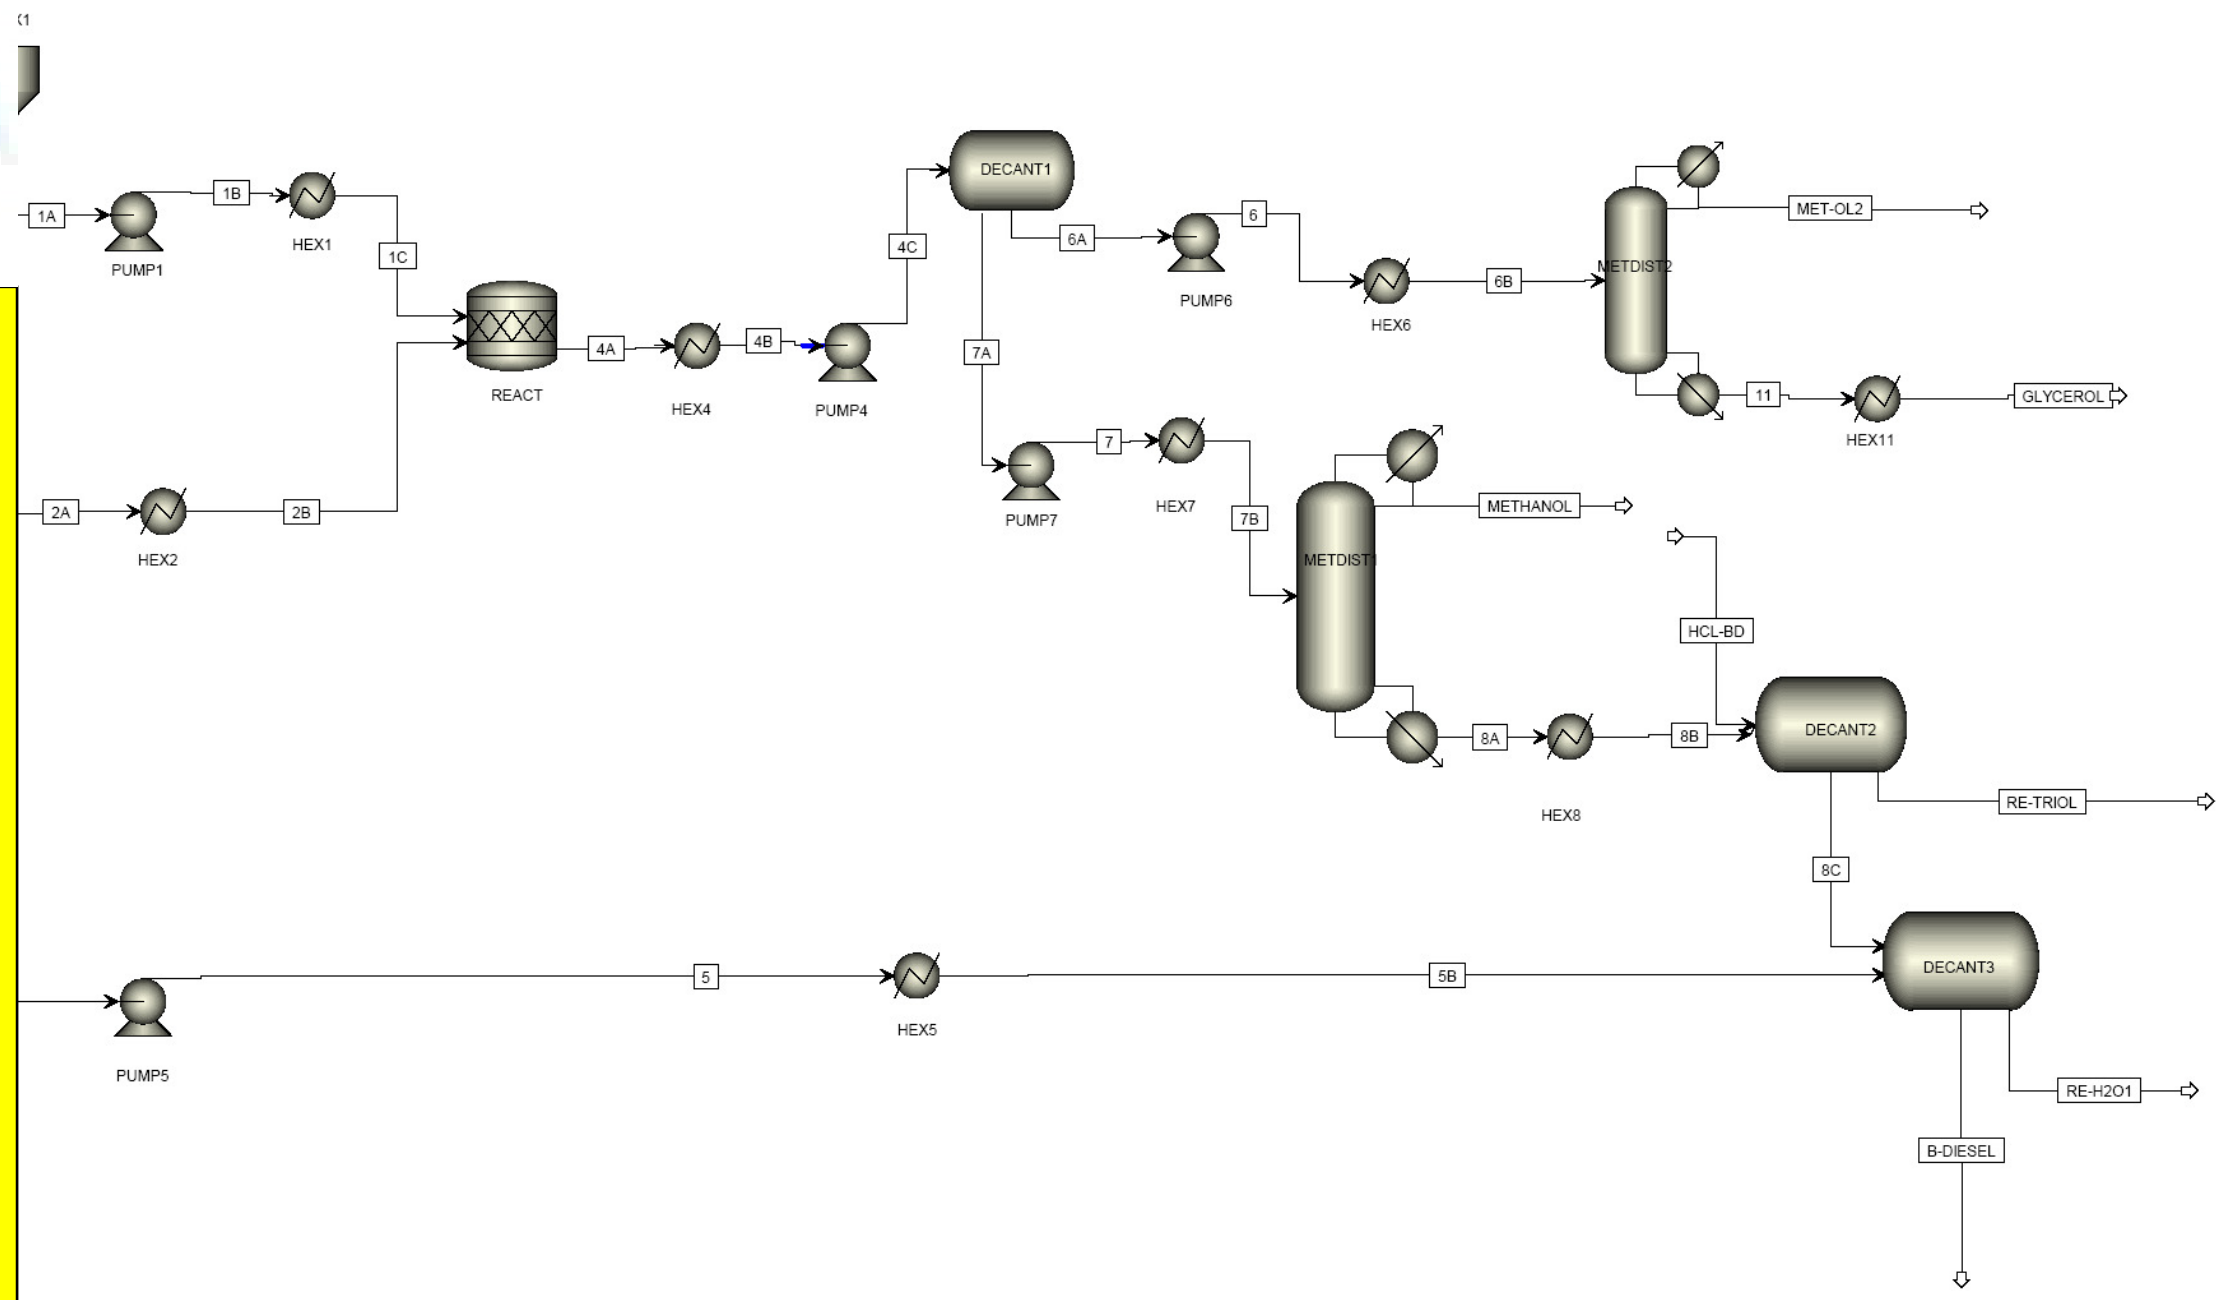 1A
1B
HEX1
PUMP1
1C
REACT
2A
2B
HEX2
4A
HEX4
4B
PUMP4
4C
DECANT1
6A
6
PUMP6
HEX6
6B
METDIST2
MET-OL2
11
HEX11
GLYCEROL
7A
7
PUMP7
HEX7
7B
METDIST1
METHANOL
HCL-BD
8A
HEX8
8B
DECANT2
RE-TRIOL
8C
DECANT3
5
HEX5
5B
PUMP5
RE-H2O1
B-DIESEL